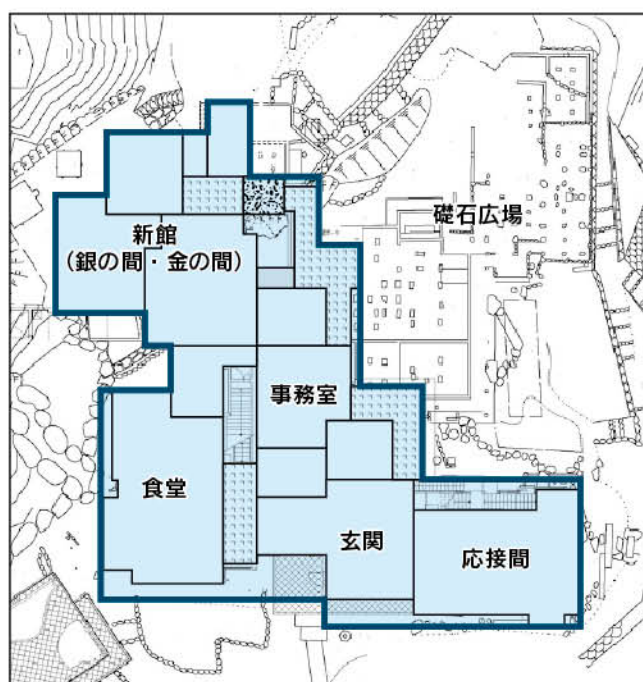 礎石広場
新館
（銀の間・金の間）
事務室
食堂
玄関
応接間